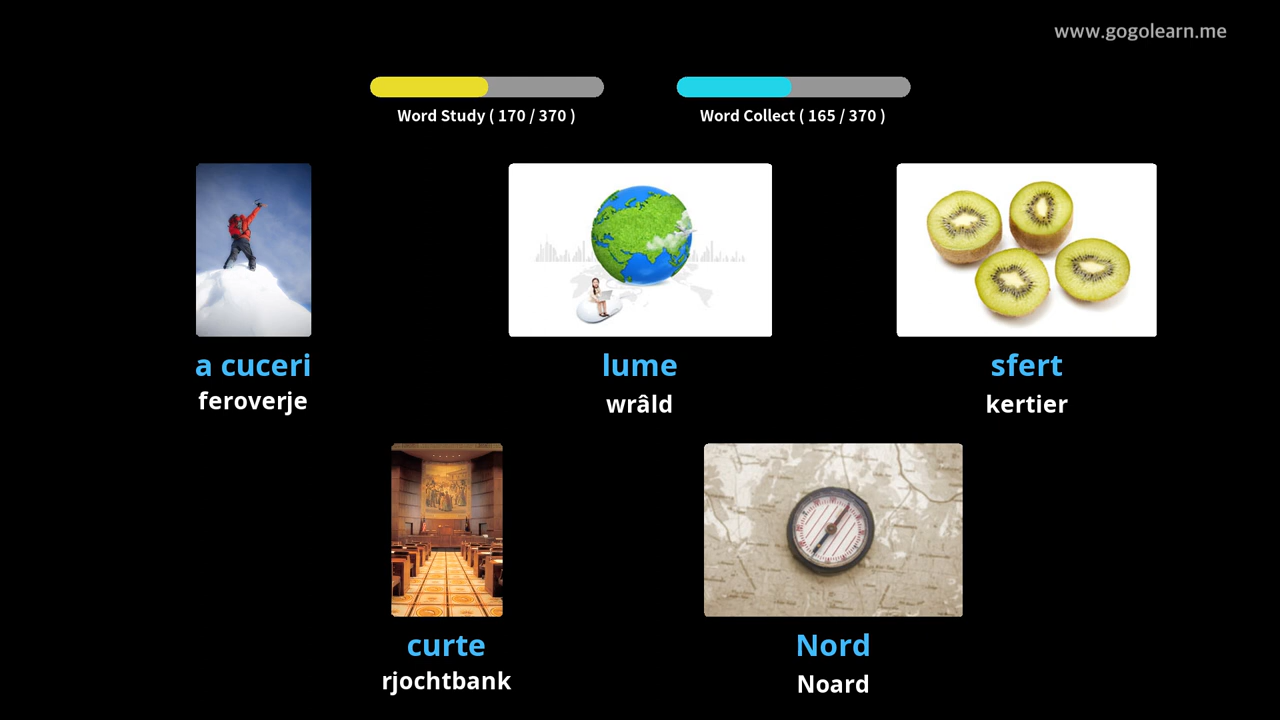 www.gogolearn.me
Word Study ( 170 / 370 )
Word Collect ( 165 / 370 )
a cuceri
feroverje
lume
wrâld
sfert
kertier
curte
rjochtbank
Nord
Noard